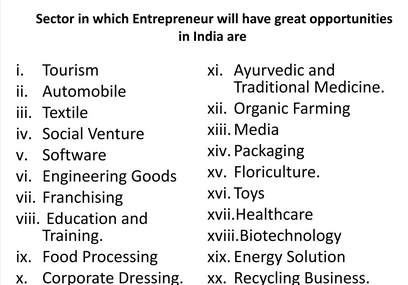 Sector in which Entrepreneur will have great opportunities
in India are
i. Tourism
ii. Automobile
iii. Textile
iv. Social Venture
v. Software
vi. Engineering Goods
vii. Franchising
viii. Education and
Training.
ix. Food Processing
x. Corporate Dressing.
xi. Ayurvedic and
Traditional Medicine.
xii. Organic Farming
xiii. Media
xiv. Packaging
xv. Floriculture.
xvi. Toys
xvii.Healthcare
xviii.Biotechnology
xix. Energy Solution
xx. Recycling Business.